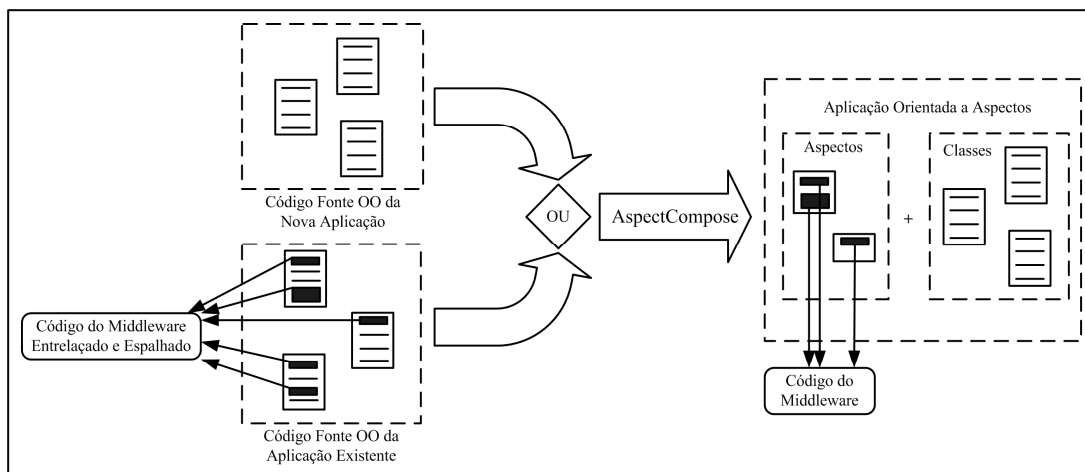 Código Fonte OO da
Nova Aplicação
Código do Middleware
Entrelaçado e Espalhado
Código Fonte OO da
Aplicação Existente
OU
AspectCompose
Aplicação Orientada a Aspectos
Aspectos
+
Classes
Código do
Middleware